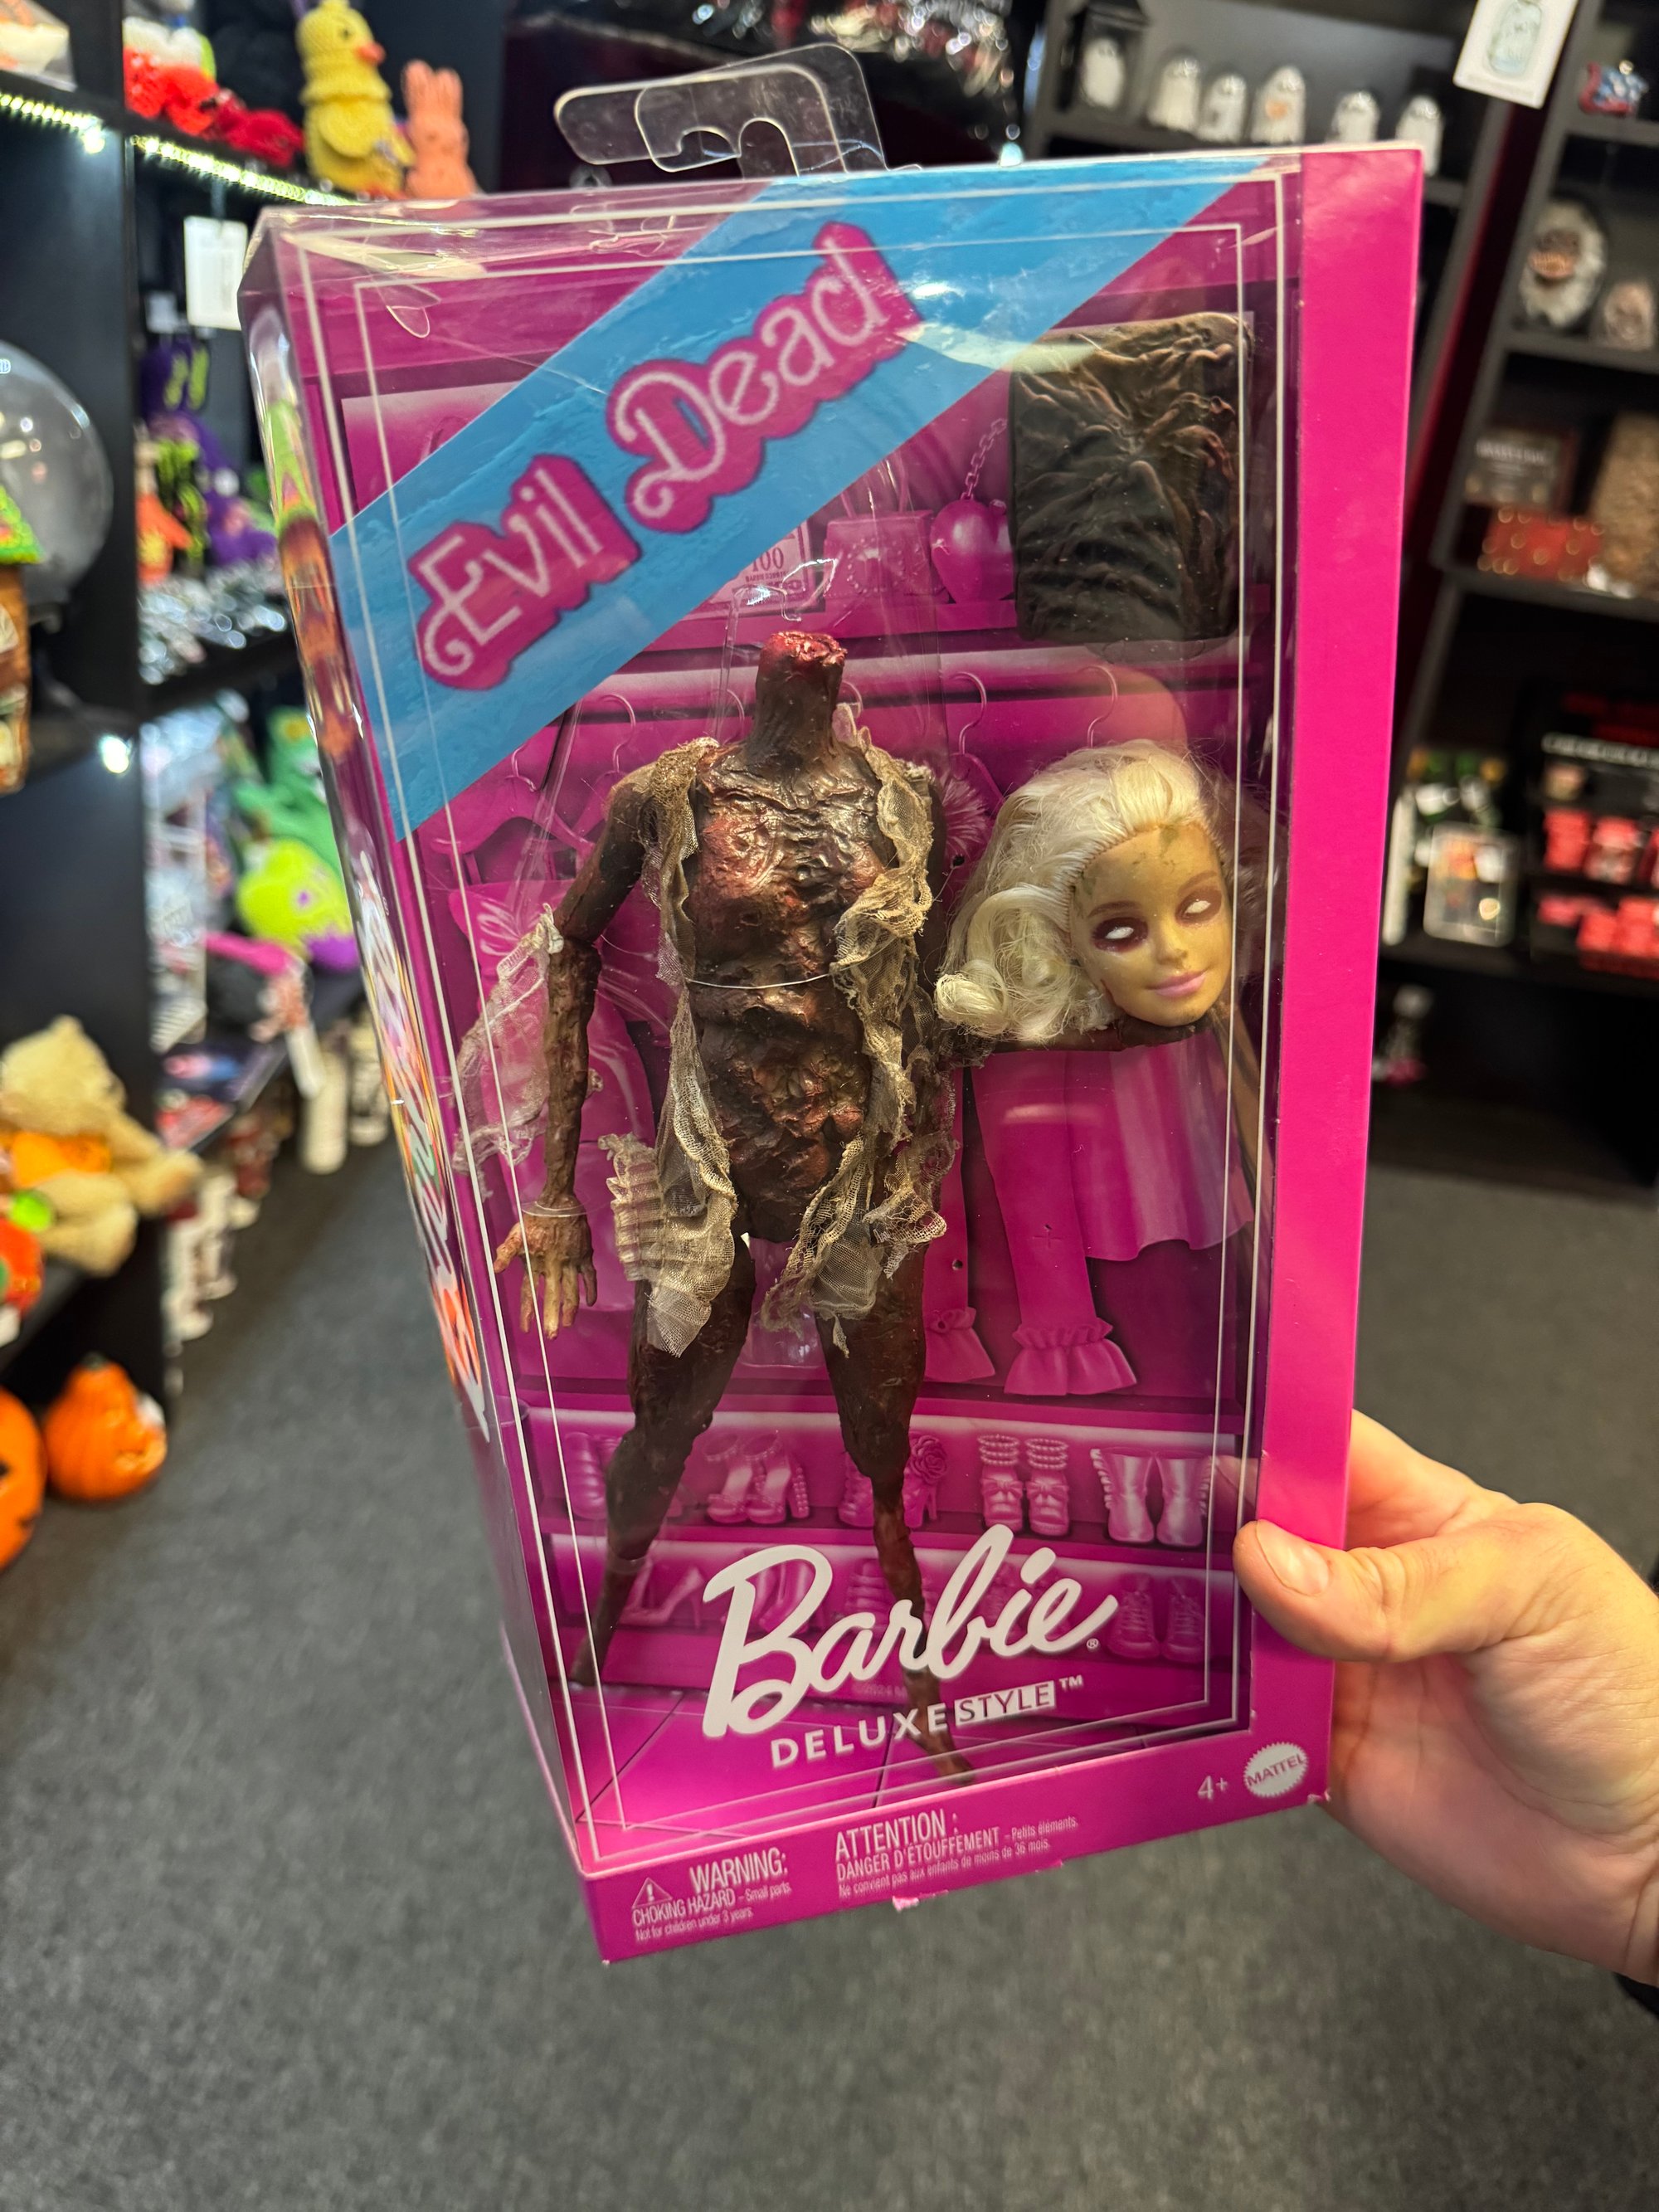 Evil Dead
100
Barbie®
DELUXE STYLE™
4+
MATTEL
WARNING:
CHOKING HAZARD – Small parts.
Not for children under 3 years.
ATTENTION :
DANGER D'ÉTOUFFEMENT – Petits éléments.
Ne convient pas aux enfants de moins de 36 mois.